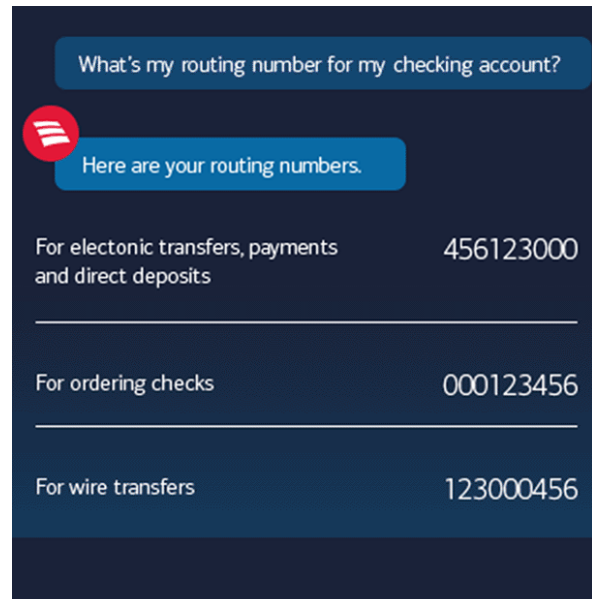 What's my routing number for my checking account?
Here are your routing numbers.
For electonic transfers, payments
and direct deposits
456123000
For ordering checks
000123456
For wire transfers
123000456